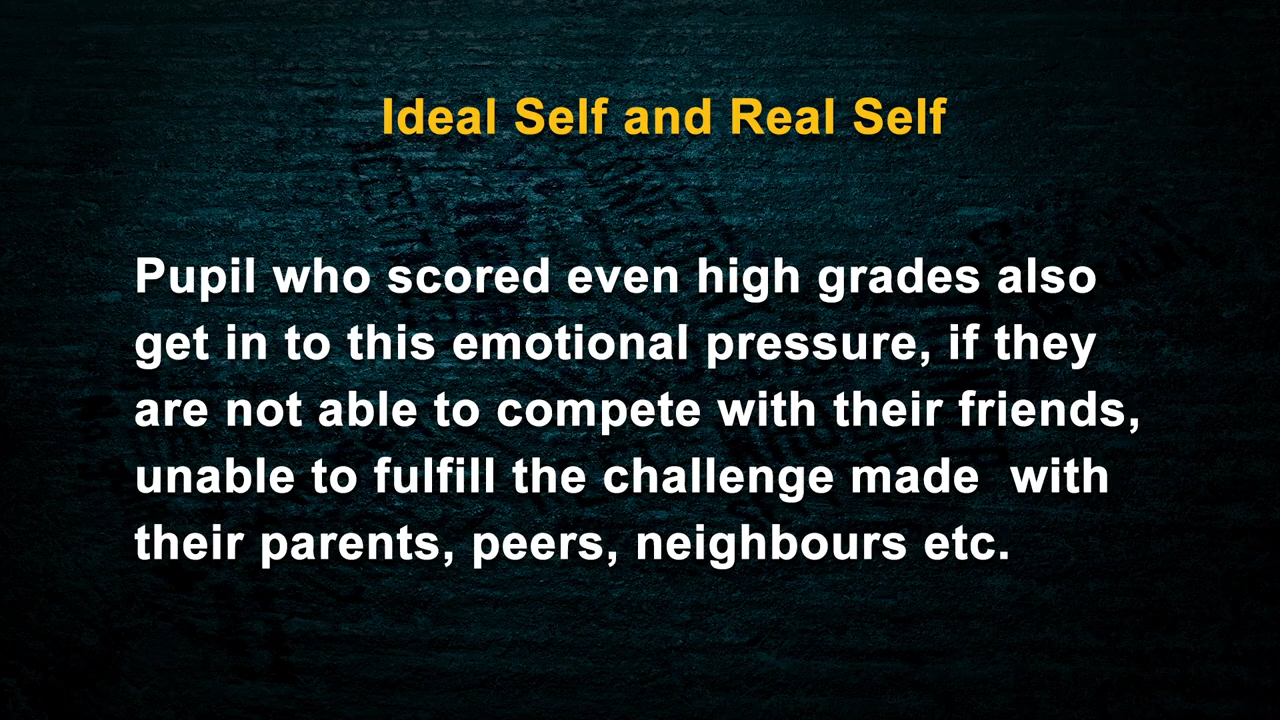 Ideal Self and Real Self
Pupil who scored even high grades also
get in to this emotional pressure, if they
are not able to compete with their friends,
unable to fulfill the challenge made  with
their parents, peers, neighbours etc.